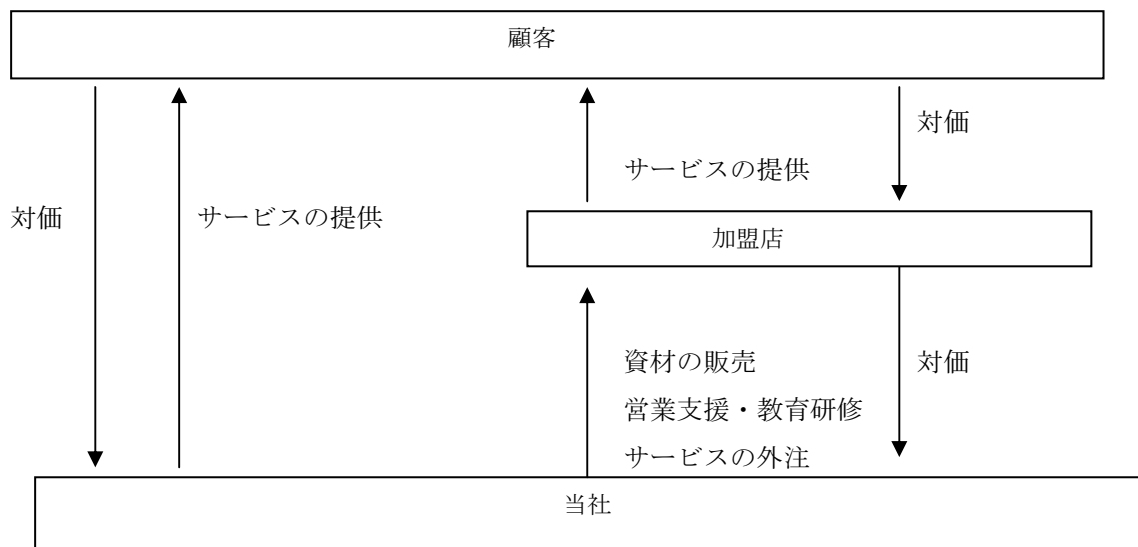 顧客
対価
サービスの提供
対価
サービスの提供
加盟店
資材の販売
対価
営業支援・教育研修
サービスの外注
当社